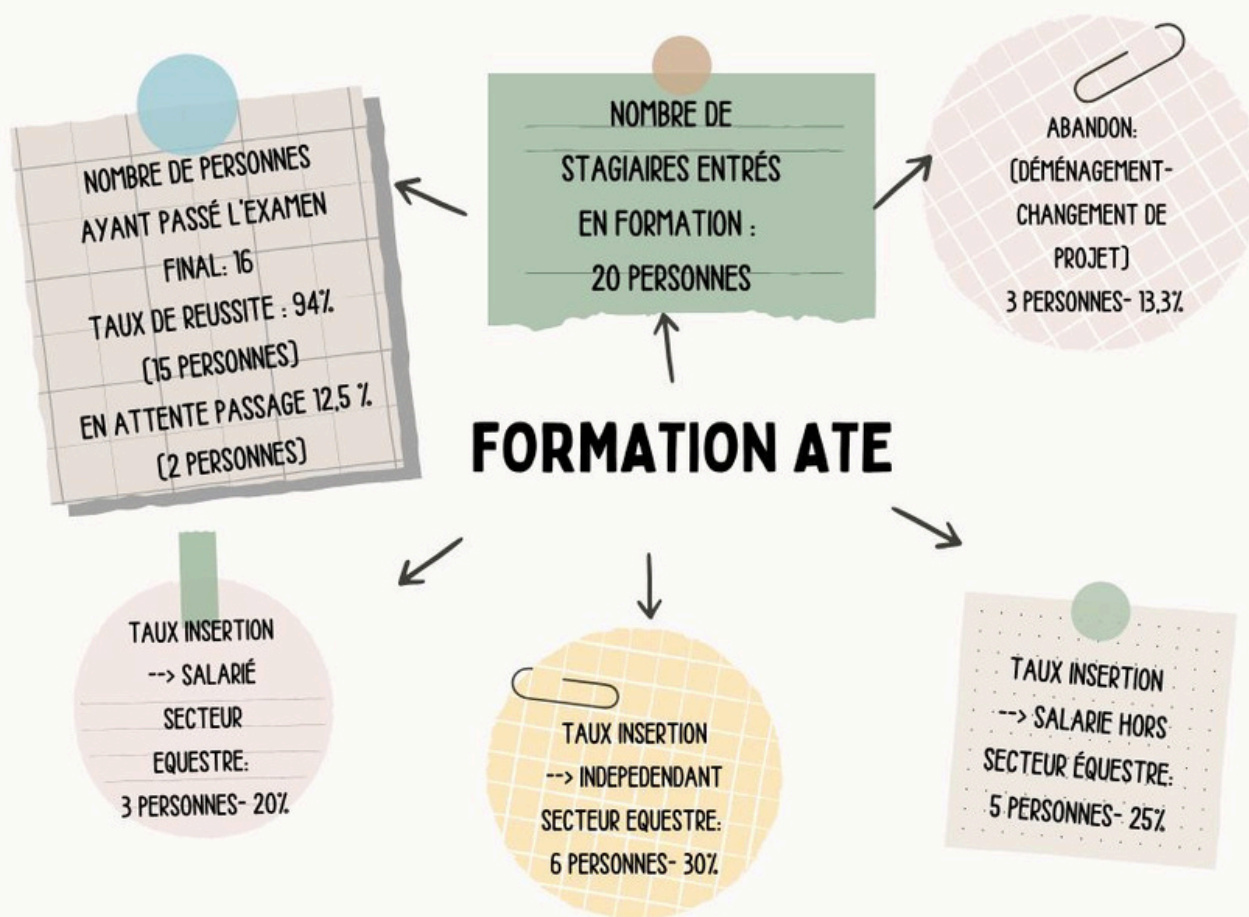 NOMBRE DE PERSONNES
AYANT PASSÉ L'EXAMEN
FINAL: 16
TAUX DE REUSSITE : 94%
(15 PERSONNES)
EN ATTENTE PASSAGE 12,5 %
(2 PERSONNES)
NOMBRE DE
STAGIAIRES ENTRÉS
EN FORMATION :
20 PERSONNES
ABANDON:
(DÉMÉNAGEMENT-
CHANGEMENT DE
PROJET)
3 PERSONNES- 13,3%
FORMATION ATE
TAUX INSERTION
--> SALARIÉ
SECTEUR
EQUESTRE:
3 PERSONNES- 20%
TAUX INSERTION
--> INDEPEDENDANT
SECTEUR EQUESTRE:
6 PERSONNES- 30%
TAUX INSERTION
--> SALARIE HORS
SECTEUR ÉQUESTRE:
5 PERSONNES- 25%